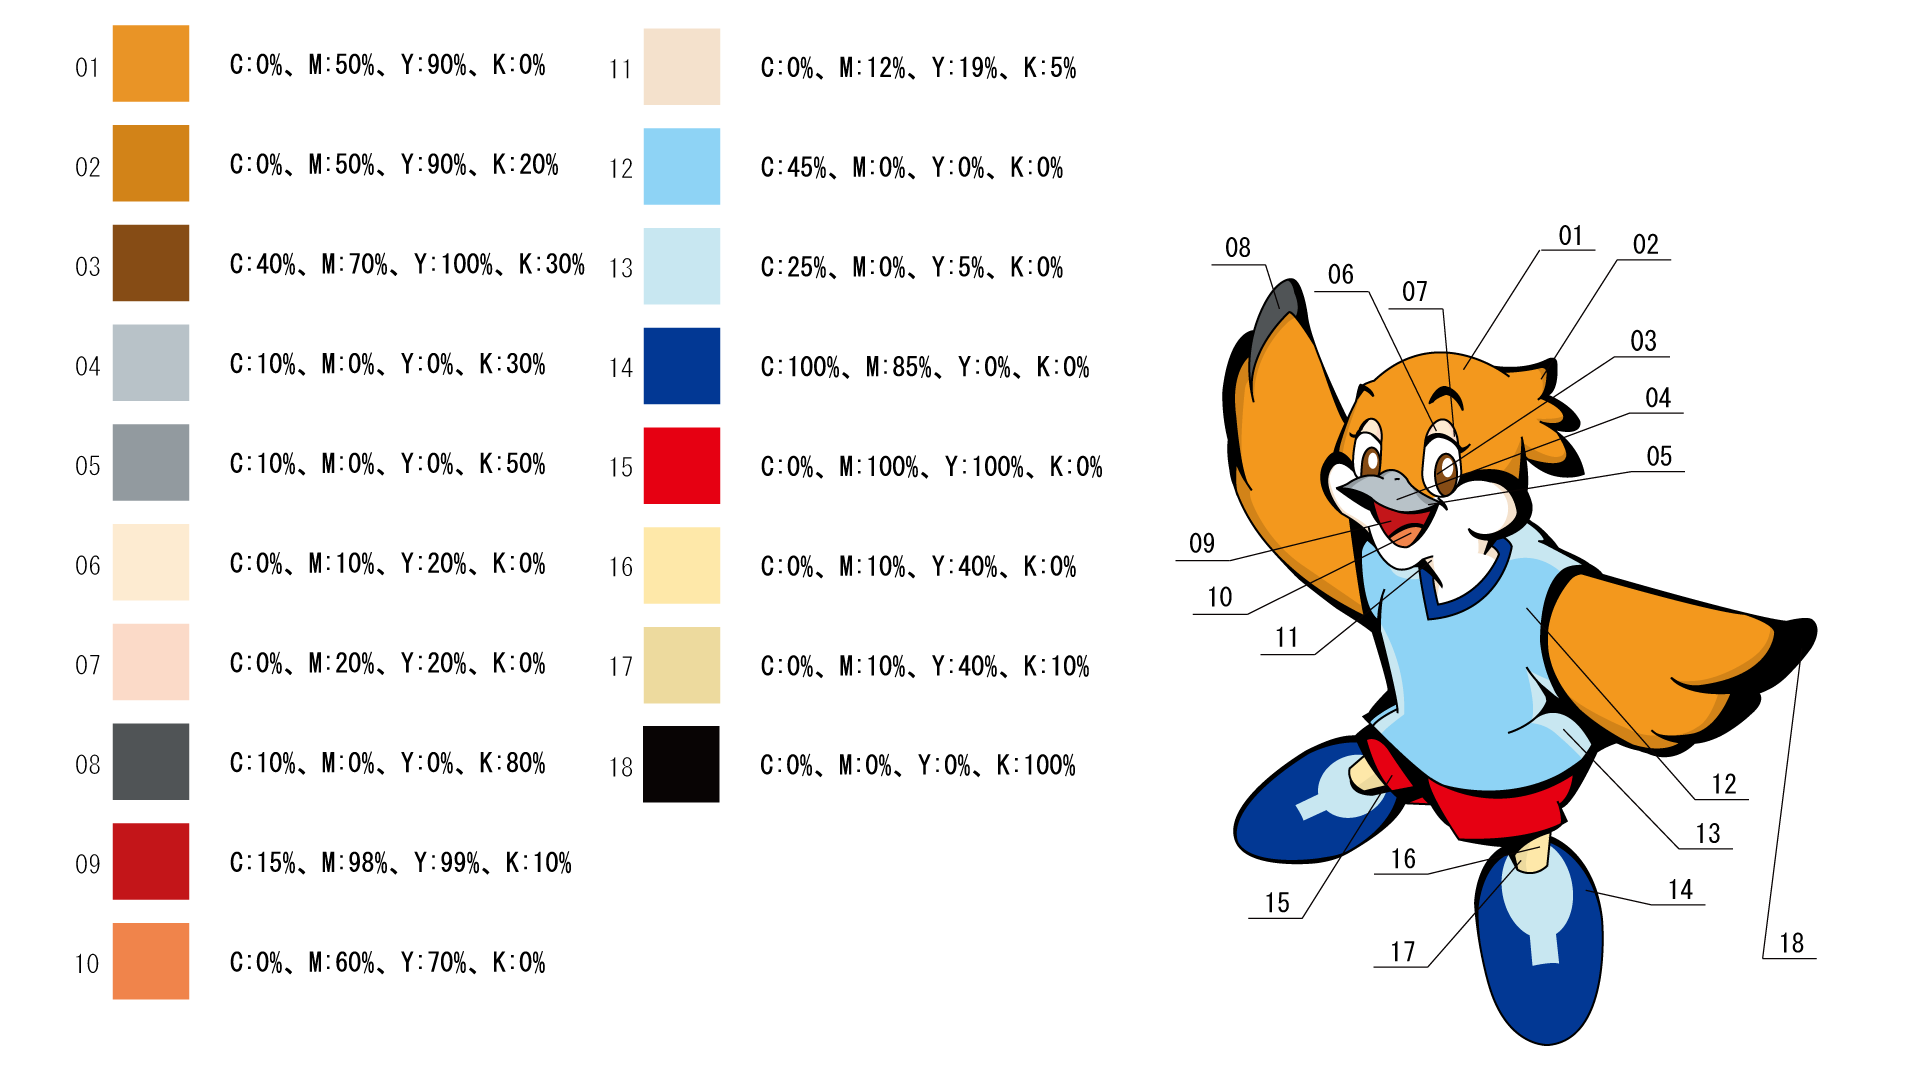 01 C:0%、M:50%、Y:90%、K:0%
02 C:0%、M:50%、Y:90%、K:20%
03 C:40%、M:70%、Y:100%、K:30%
04 C:10%、M:0%、Y:0%、K:30%
05 C:10%、M:0%、Y:0%、K:50%
06 C:0%、M:10%、Y:20%、K:0%
07 C:0%、M:20%、Y:20%、K:0%
08 C:10%、M:0%、Y:0%、K:80%
09 C:15%、M:98%、Y:99%、K:10%
10 C:0%、M:60%、Y:70%、K:0%
11 C:0%、M:12%、Y:19%、K:5%
12 C:45%、M:0%、Y:0%、K:0%
13 C:25%、M:0%、Y:5%、K:0%
14 C:100%、M:85%、Y:0%、K:0%
15 C:0%、M:100%、Y:100%、K:0%
16 C:0%、M:10%、Y:40%、K:0%
17 C:0%、M:10%、Y:40%、K:10%
18 C:0%、M:0%、Y:0%、K:100%
01
02
08
06
07
03
04
05
09
10
11
12
13
16
14
15
17
18